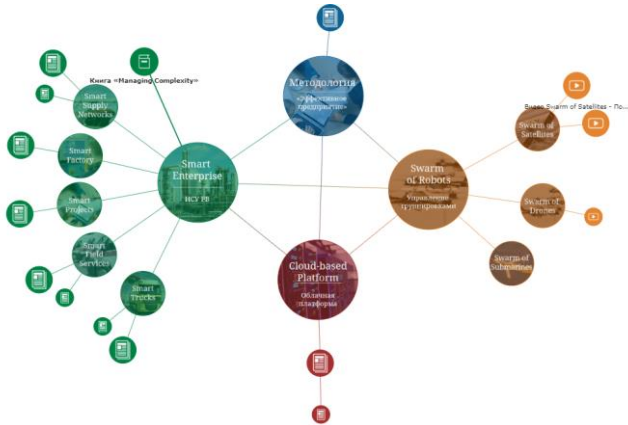 Книга «Managing Complexity»
Методология
«Эффективное
предприятие»
Smart
Supply
Networks
Smart
Factory
Smart
Projects
Smart
Field
Services
Smart
Trucks
Smart
Enterprise
ИСУ РВ
Swarm
of Robots
Управление
группировками
Cloud-based
Platform
Облачная
платформа
Видео Swarm of Satellites - По...
Swarm of
Satellites
Swarm of
Drones
Swarm of
Submarines